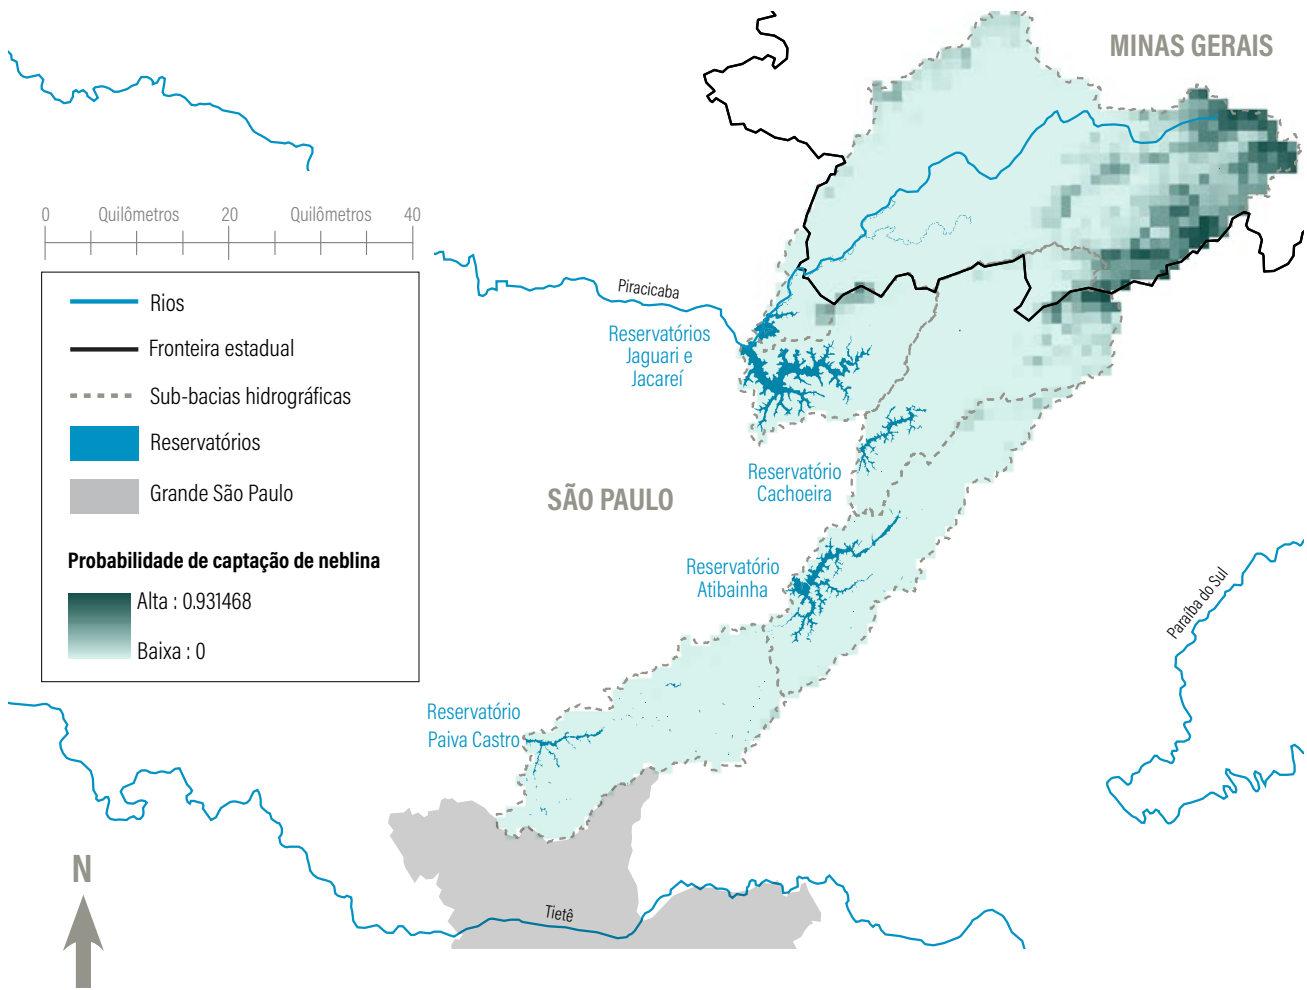 MINAS GERAIS
0 Quilômetros 20 Quilômetros 40
Piracicaba
Rios
Fronteira estadual
Sub-bacias hidrográficas
Reservatórios
Grande São Paulo
Probabilidade de captação de neblina
Alta : 0.931468
Baixa : 0
Reservatórios
Jaguari e
Jacareí
Reservatório
Cachoeira
SÃO PAULO
Reservatório
Atibainha
Paraíba do Sul
Reservatório
Paiva Castro
N
Tietê